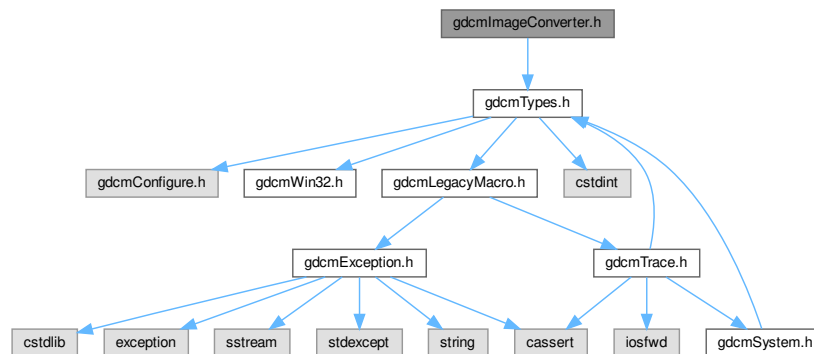 gdcmImageConverter.h
gdcmTypes.h
gdcmConfigure.h
gdcmWin32.h
gdcmLegacyMacro.h
cstdint
gdcmException.h
gdcmTrace.h
cstdlib
exception
sstream
stdexcept
string
cassert
iosfwd
gdcmSystem.h